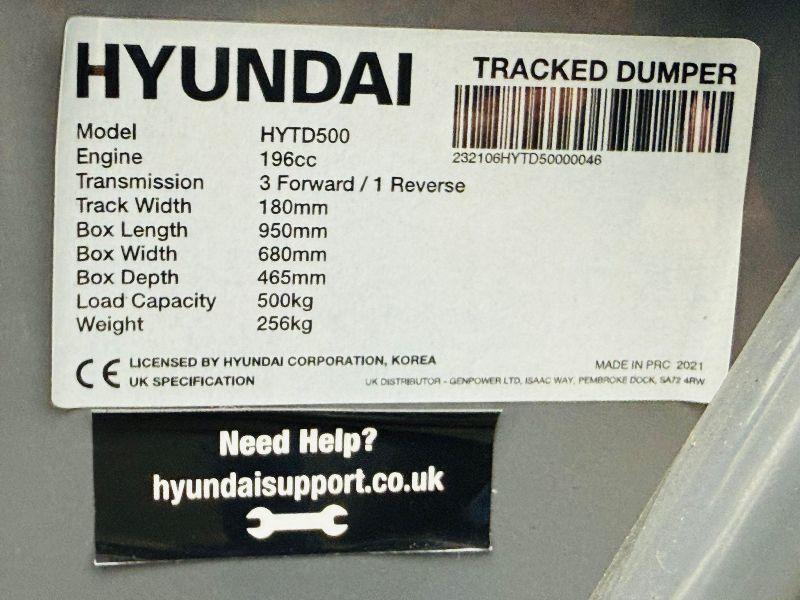 HYUNDAI
TRACKED DUMPER
232106HYTD50000046
Model HYTD500
Engine 196cc
Transmission 3 Forward / 1 Reverse
Track Width 180mm
Box Length 950mm
Box Width 680mm
Box Depth 465mm
Load Capacity 500kg
Weight 256kg
CE LICENSED BY HYUNDAI CORPORATION, KOREA
UK SPECIFICATION
MADE IN PRC 2021
UK DISTRIBUTOR - GENPOWER LTD, ISAAC WAY, PEMBROKE DOCK, SA72 4RW
Need Help?
hyundaisupport.co.uk